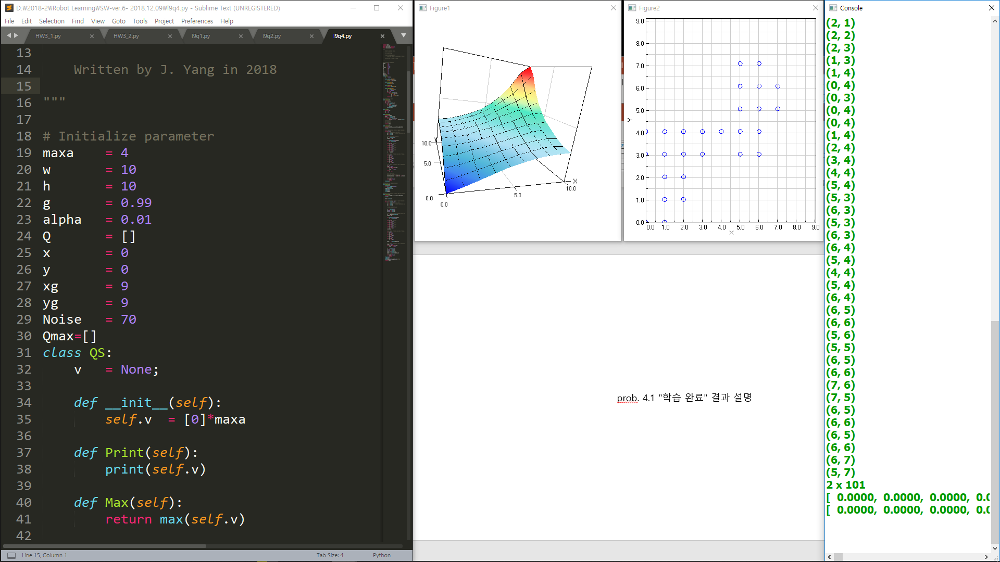 D:₩2018-2₩Robot Learning₩SW-ver.6- 2018.12.09₩l9q4.py - Sublime Text (UNREGISTERED)
File Edit Selection Find View Goto Tools Project Preferences Help
HW3_1.py HW3_2.py l9q1.py l9q2.py l9q4.py
13
14 Written by J. Yang in 2018
15
16 """
17
18 # Initialize parameter
19 maxa = 4
20 w = 10
21 h = 10
22 g = 0.99
23 alpha = 0.01
24 Q = []
25 x = 0
26 y = 0
27 xg = 9
28 yg = 9
29 Noise = 70
30 Qmax=[]
31 class QS:
32 v = None;
33
34 def __init__(self):
35 self.v = [0]*maxa
36
37 def Print(self):
38 print(self.v)
39
40 def Max(self):
41 return max(self.v)
42
Line 15, Column 1 Tab Size: 4 Python
Figure1
10.0
5.0
0.0
0.0
5.0
10.0
X
Y
Figure2
9.0
8.0
7.0
6.0
5.0
4.0
3.0
2.0
1.0
0.0
0.0 1.0 2.0 3.0 4.0 5.0 6.0 7.0 8.0 9.0
X
Y
prob. 4.1 "학습 완료" 결과 설명
Console
(2, 1)
(2, 2)
(2, 3)
(1, 3)
(1, 4)
(0, 4)
(0, 3)
(0, 4)
(0, 4)
(1, 4)
(2, 4)
(3, 4)
(4, 4)
(5, 4)
(5, 3)
(6, 3)
(5, 3)
(6, 3)
(6, 4)
(5, 4)
(4, 4)
(5, 4)
(6, 4)
(6, 5)
(6, 6)
(5, 6)
(5, 5)
(6, 5)
(6, 6)
(7, 6)
(7, 5)
(6, 5)
(6, 6)
(6, 5)
(6, 6)
(6, 7)
(5, 7)
2 x 101
[ 0.0000, 0.0000, 0.0000, 0.0
[ 0.0000, 0.0000, 0.0000, 0.0